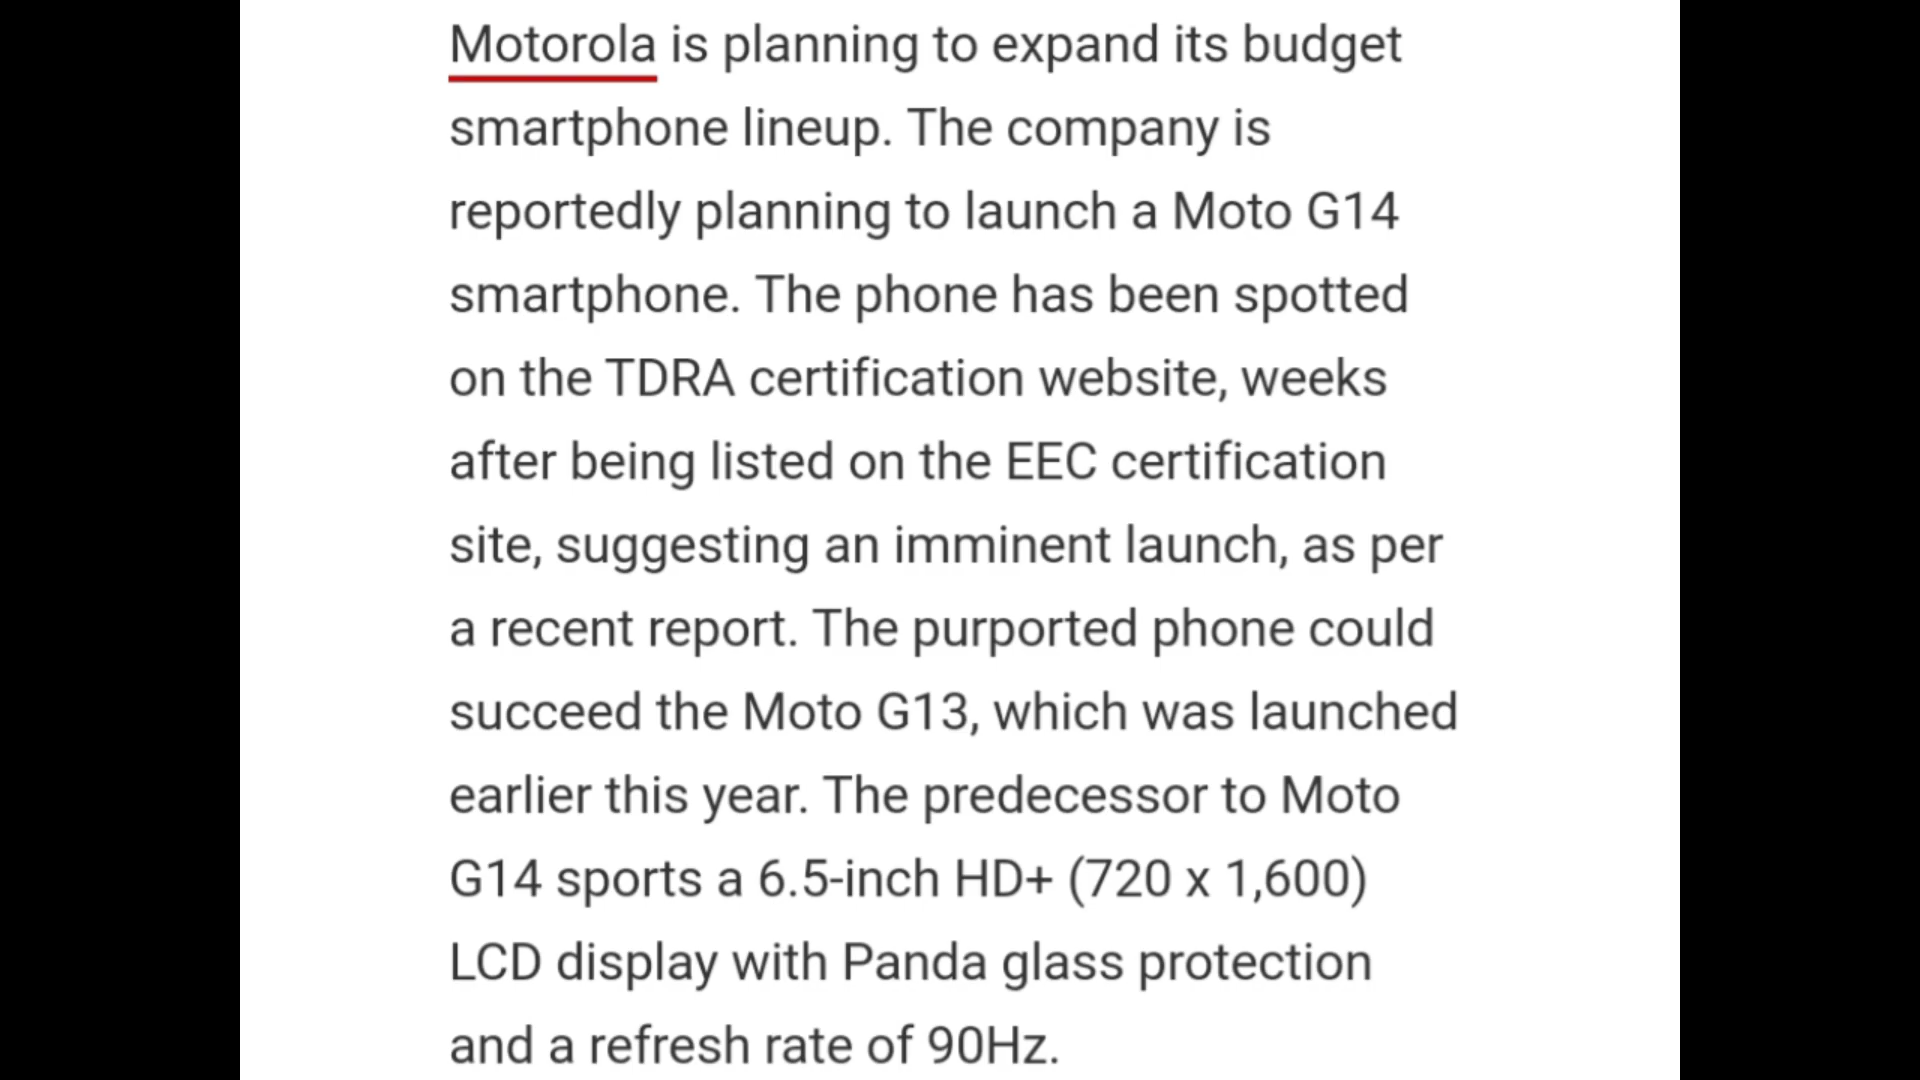 Motorola is planning to expand its budget
smartphone lineup. The company is
reportedly planning to launch a Moto G14
smartphone. The phone has been spotted
on the TDRA certification website, weeks
after being listed on the EEC certification
site, suggesting an imminent launch, as per
a recent report. The purported phone could
succeed the Moto G13, which was launched
earlier this year. The predecessor to Moto
G14 sports a 6.5-inch HD+ (720 x 1,600)
LCD display with Panda glass protection
and a refresh rate of 90Hz.